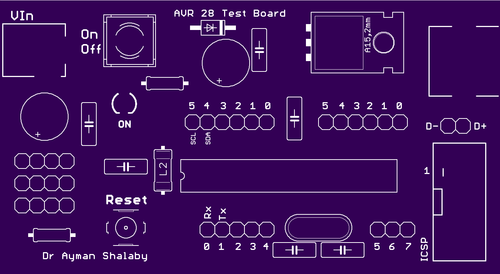 VIn
On
Off
AVR 28 Test Board
A15,2mm
ON
5 4 3 2 1 0
SCL
SDA
5 4 3 2 1 0
D- D+
L2
1
ICSP
Reset
Rx
Tx
0 1 2 3 4
5 6 7
Dr Ayman Shalaby